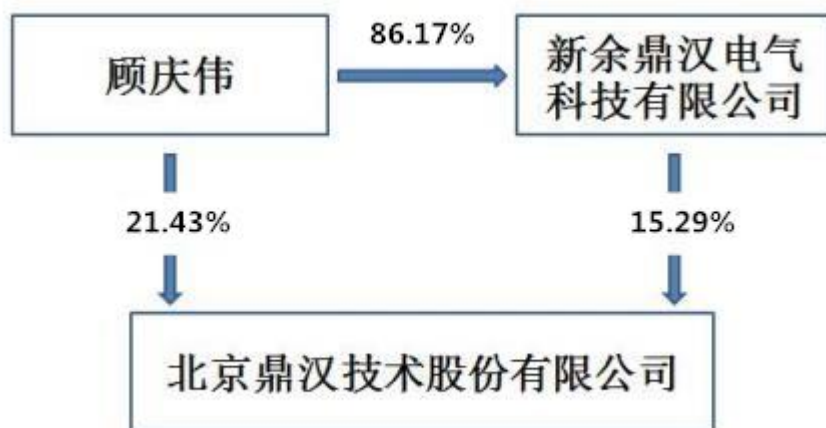 86.17%
顾庆伟
新余鼎汉电气
科技有限公司
21.43%
15.29%
北京鼎汉技术股份有限公司